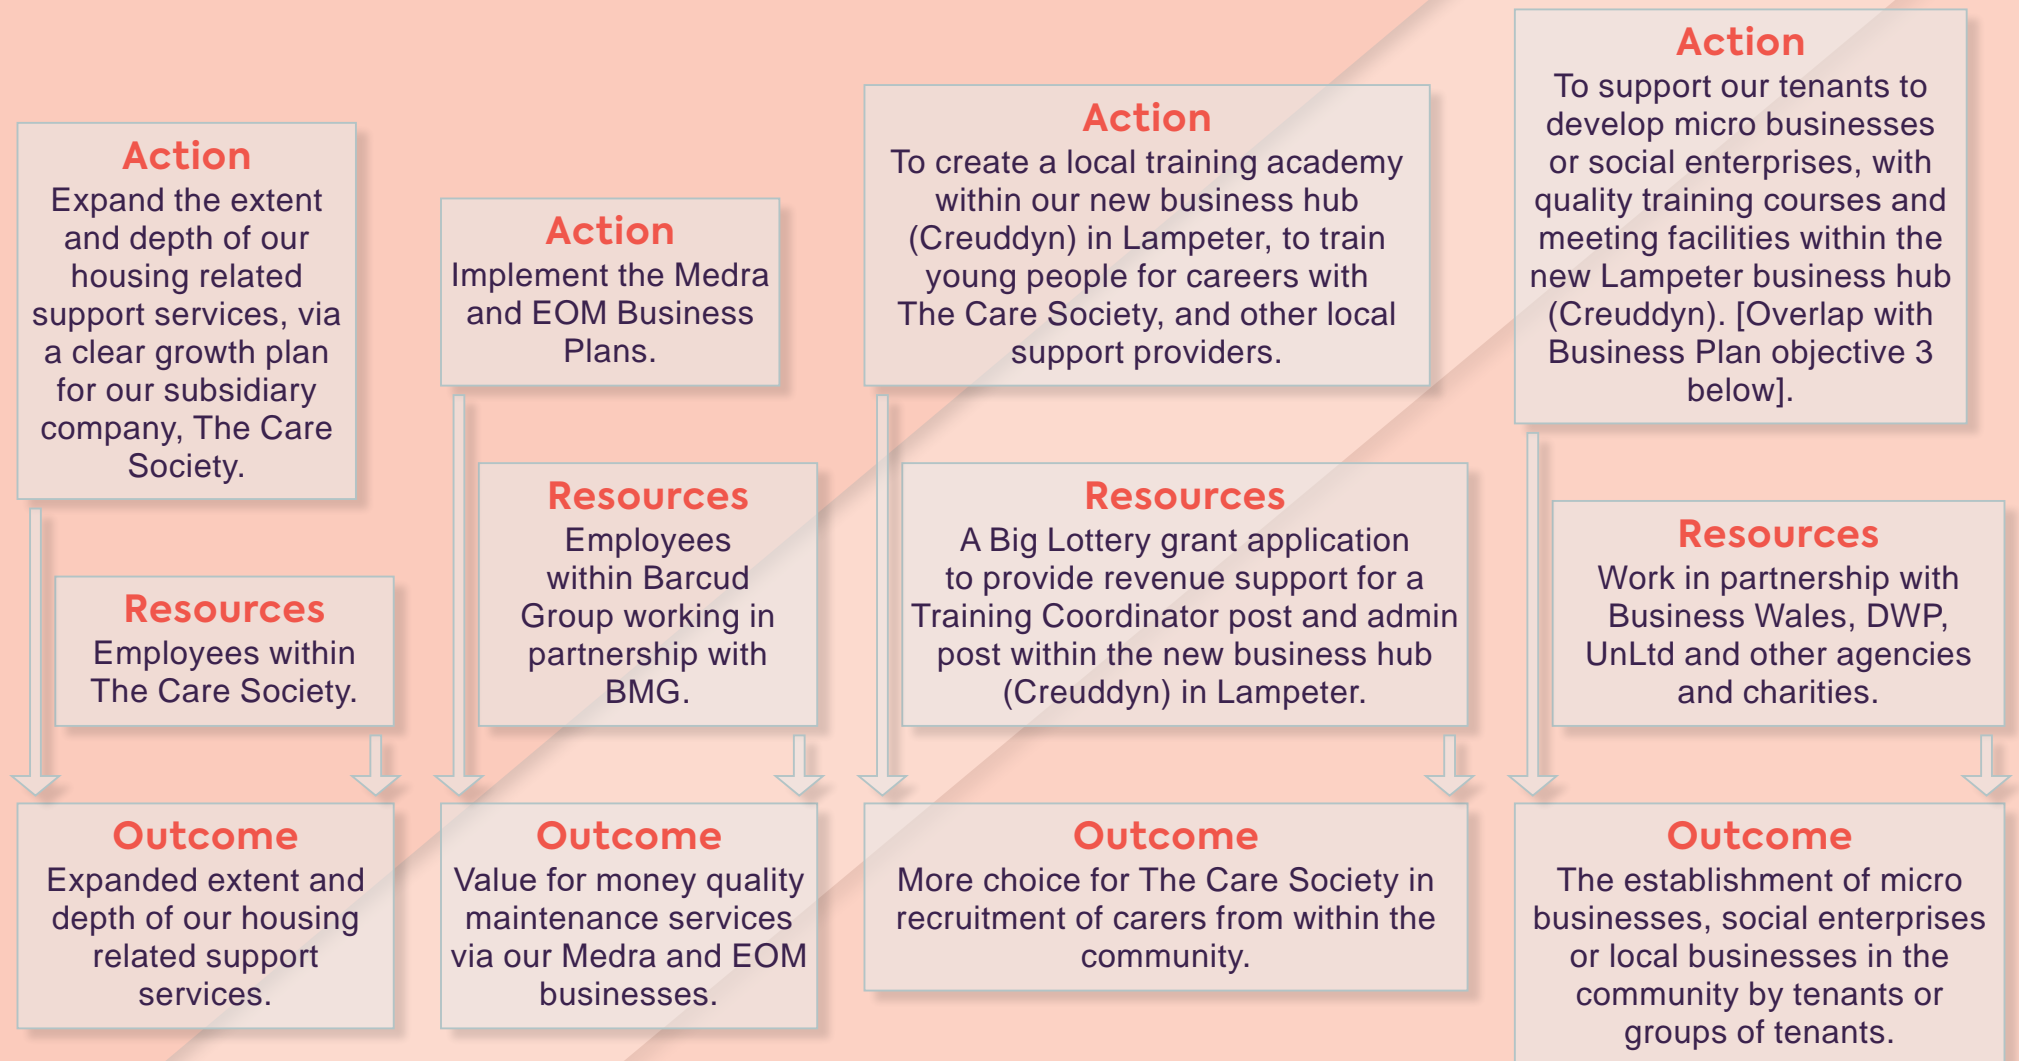 Action
Expand the extent
and depth of our
housing related
support services, via
a clear growth plan
for our subsidiary
company, The Care
Society.
Resources
Employees within
The Care Society.
Outcome
Expanded extent and
depth of our housing
related support
services.
Action
Implement the Medra
and EOM Business
Plans.
Resources
Employees
within Barcud
Group working in
partnership with
BMG.
Outcome
Value for money quality
maintenance services
via our Medra and EOM
businesses.
Action
To create a local training academy
within our new business hub
(Creuddyn) in Lampeter, to train
young people for careers with
The Care Society, and other local
support providers.
Resources
A Big Lottery grant application
to provide revenue support for a
Training Coordinator post and admin
post within the new business hub
(Creuddyn) in Lampeter.
Outcome
More choice for The Care Society in
recruitment of carers from within the
community.
Action
To support our tenants to
develop micro businesses
or social enterprises, with
quality training courses and
meeting facilities within the
new Lampeter business hub
(Creuddyn). [Overlap with
Business Plan objective 3
below].
Resources
Work in partnership with
Business Wales, DWP,
UnLtd and other agencies
and charities.
Outcome
The establishment of micro
businesses, social enterprises
or local businesses in the
community by tenants or
groups of tenants.